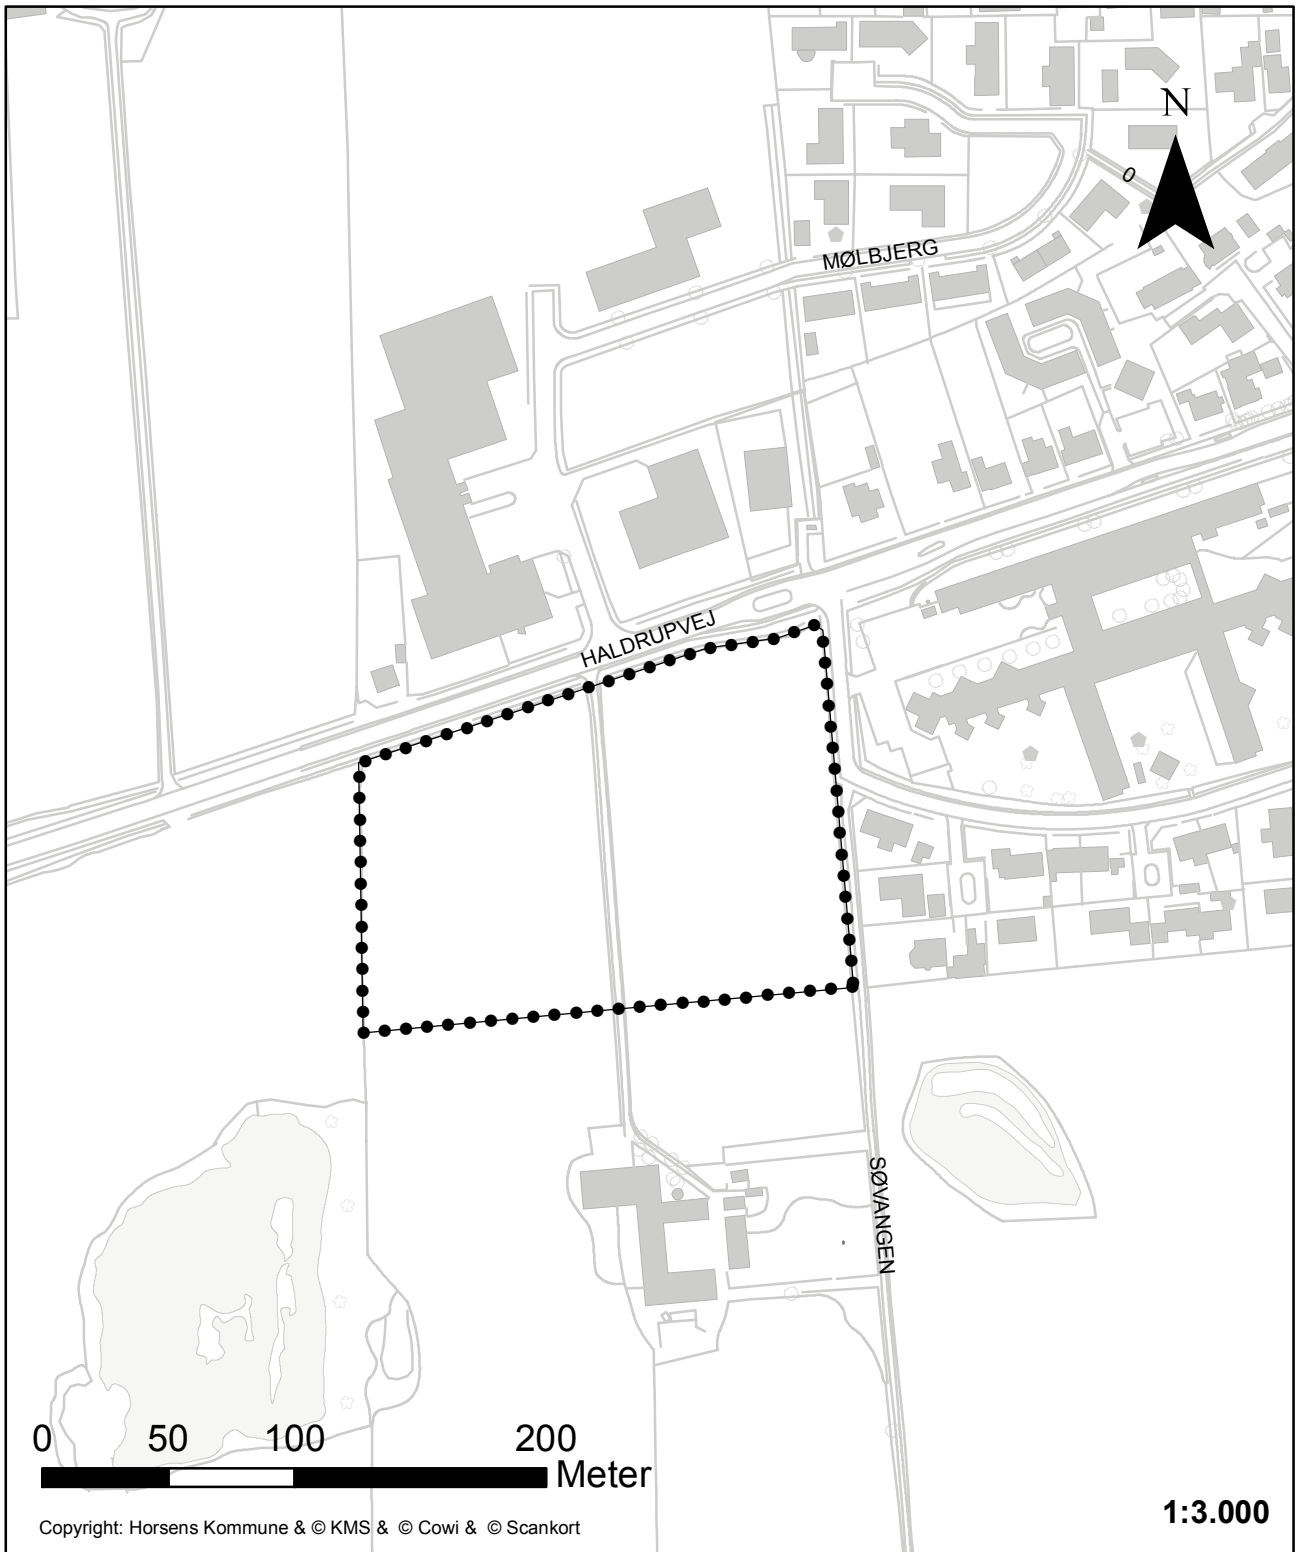 N
0
MØLBJERG
HALDRUPVEJ
SØVANGEN
0 50 100 200
Meter
1:3.000
Copyright: Horsens Kommune & © KMS & © Cowi & © Scankort